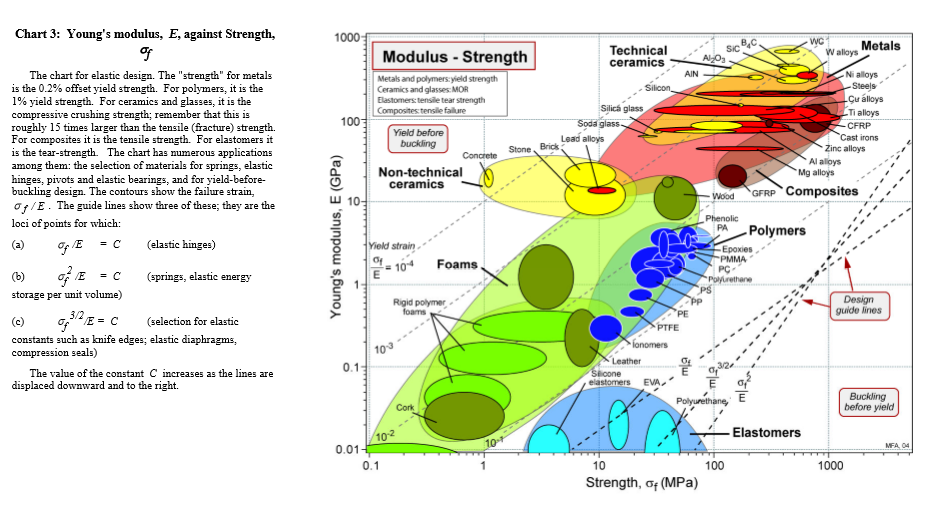 Chart 3: Young's modulus, E, against Strength,
σf
The chart for elastic design. The "strength" for metals
is the 0.2% offset yield strength. For polymers, it is the
1% yield strength. For ceramics and glasses, it is the
compressive crushing strength; remember that this is
roughly 15 times larger than the tensile (fracture) strength.
For composites it is the tensile strength. For elastomers it
is the tear-strength. The chart has numerous applications
among them: the selection of materials for springs, elastic
hinges, pivots and elastic bearings, and for yield-before-
buckling design. The contours show the failure strain,
σf / E . The guide lines show three of these; they are the
loci of points for which:
(a) σf /E = C (elastic hinges)
(b) σf² /E = C (springs, elastic energy
storage per unit volume)
(c) σf^3/2 /E = C (selection for elastic
constants such as knife edges; elastic diaphragms,
compression seals)
The value of the constant C increases as the lines are
displaced downward and to the right.
Modulus - Strength
Metals and polymers: yield strength
Ceramics and glasses: MOR
Elastomers: tensile tear strength
Composites: tensile failure
Yield before
buckling
Technical
ceramics
Metals
Non-technical
ceramics
Composites
Polymers
Foams
Elastomers
B4C
WC
SiC
W alloys
Al2O3
AlN
Ni alloys
Steels
Silicon
Cu alloys
Ti alloys
Silica glass
CFRP
Soda glass
Cast irons
Lead alloys
Zinc alloys
Brick
Stone
Al alloys
Concrete
Mg alloys
GFRP
Wood
Phenolic
PA
Epoxies
PMMA
PC
Polyurethane
PS
PP
PE
PTFE
Ionomers
Leather
Rigid polymer
foams
Silicone
elastomers
EVA
Polyurethane
Cork
Yield strain
σf/E = 10-4
10-3
10-2
10-1
σf/E
σf^3/2/E
σf²/E
Design
guide lines
Buckling
before yield
MFA, 04
Young's modulus, E (GPa)
1000
100
10
1
0.1
0.01
0.1
1
10
100
1000
Strength, σf (MPa)